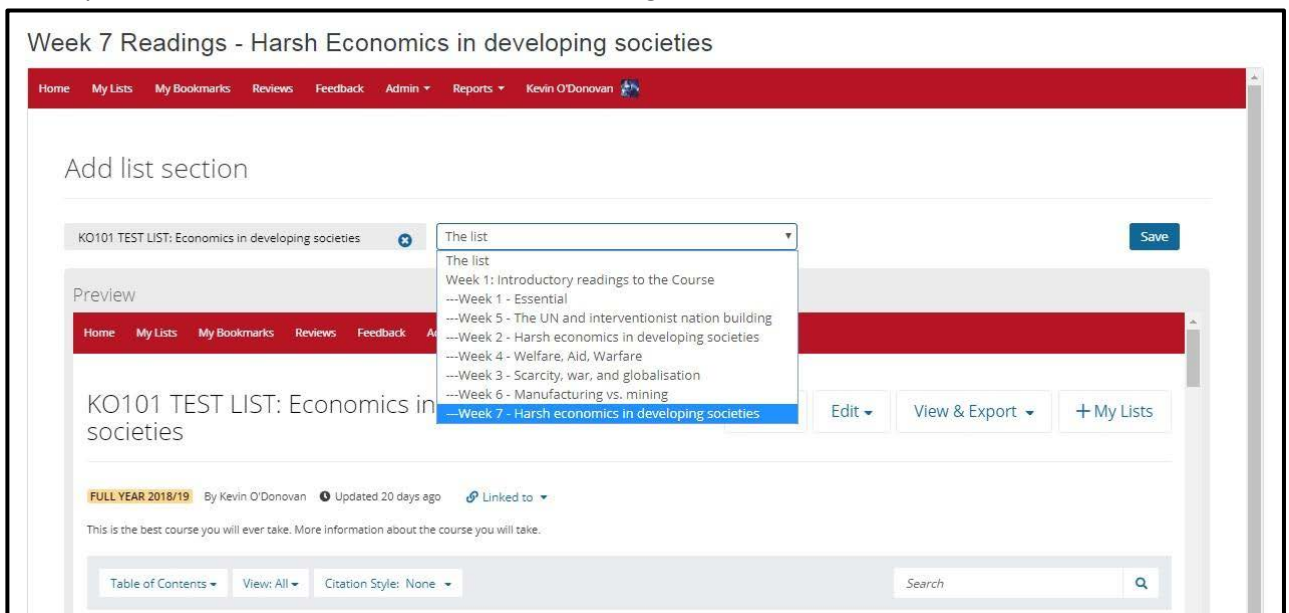 Week 7 Readings - Harsh Economics in developing societies
Home My Lists My Bookmarks Reviews Feedback Admin Reports Kevin O'Donovan
Add list section
KO101 TEST LIST: Economics in developing societies The list Save
The list
Week 1: Introductory readings to the Course
---Week 1 - Essential
---Week 5 - The UN and interventionist nation building
---Week 2 - Harsh economics in developing societies
---Week 4 - Welfare, Aid, Warfare
---Week 3 - Scarcity, war, and globalisation
---Week 6 - Manufacturing vs. mining
---Week 7 - Harsh economics in developing societies
Preview
Home My Lists My Bookmarks Reviews Feedback
KO101 TEST LIST: Economics in
societies
Edit View & Export + My Lists
FULL YEAR 2018/19 By Kevin O'Donovan Updated 20 days ago Linked to
This is the best course you will ever take. More information about the course you will take.
Table of Contents View: All Citation Style: None Search